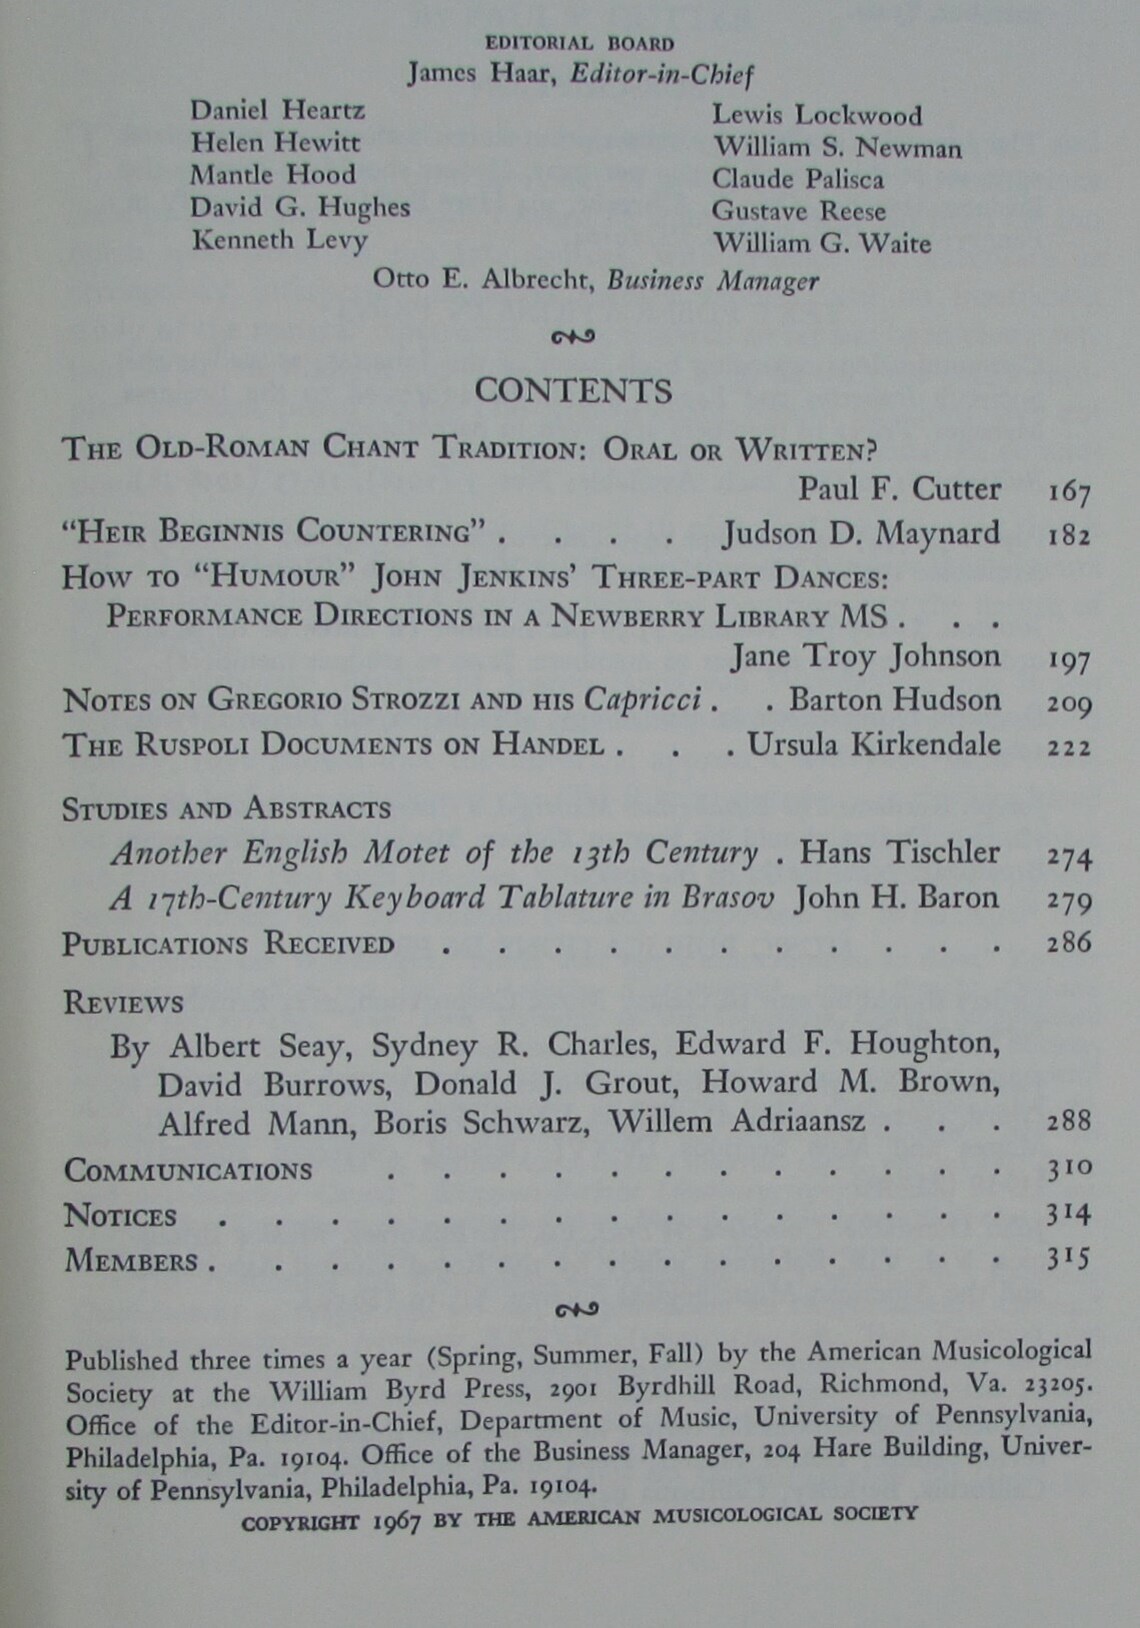 EDITORIAL BOARD
James Haar, Editor-in-Chief
Daniel Heartz
Helen Hewitt
Mantle Hood
David G. Hughes
Kenneth Levy
Lewis Lockwood
William S. Newman
Claude Palisca
Gustave Reese
William G. Waite
Otto E. Albrecht, Business Manager
CONTENTS
THE OLD-ROMAN CHANT TRADITION: ORAL OR WRITTEN?
Paul F. Cutter 167
"HEIR BEGINNIS COUNTERING" . . . . Judson D. Maynard 182
HOW TO "HUMOUR" JOHN JENKINS' THREE-PART DANCES:
PERFORMANCE DIRECTIONS IN A NEWBERRY LIBRARY MS . . .
Jane Troy Johnson 197
NOTES ON GREGORIO STROZZI AND HIS Capricci . . Barton Hudson 209
THE RUSPOLI DOCUMENTS ON HANDEL . . . Ursula Kirkendale 222
STUDIES AND ABSTRACTS
Another English Motet of the 13th Century . Hans Tischler 274
A 17th-Century Keyboard Tablature in Brasov John H. Baron 279
PUBLICATIONS RECEIVED . . . . . . . . . . . 286
REVIEWS
By Albert Seay, Sydney R. Charles, Edward F. Houghton,
David Burrows, Donald J. Grout, Howard M. Brown,
Alfred Mann, Boris Schwarz, Willem Adriaansz . . . 288
COMMUNICATIONS . . . . . . . . . . . . 310
NOTICES . . . . . . . . . . . . . . . 314
MEMBERS . . . . . . . . . . . . . . . 315
Published three times a year (Spring, Summer, Fall) by the American Musicological
Society at the William Byrd Press, 2901 Byrdhill Road, Richmond, Va. 23205.
Office of the Editor-in-Chief, Department of Music, University of Pennsylvania,
Philadelphia, Pa. 19104. Office of the Business Manager, 204 Hare Building, Univer-
sity of Pennsylvania, Philadelphia, Pa. 19104.
COPYRIGHT 1967 BY THE AMERICAN MUSICOLOGICAL SOCIETY